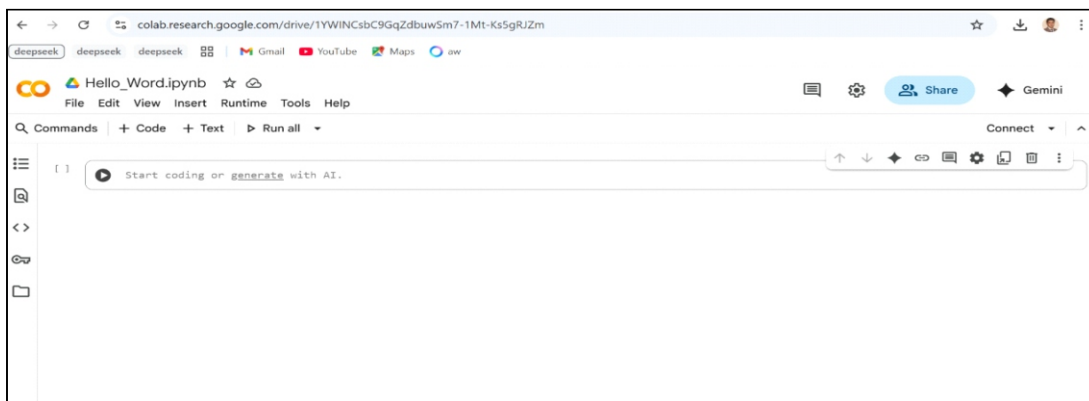 colab.research.google.com/drive/1YWINCsbC9GqZdbuwSm7-1Mt-Ks5gRJZm
deepseek deepseek deepseek Gmail YouTube Maps aw
CO Hello_Word.ipynb Share Gemini
File Edit View Insert Runtime Tools Help
Commands + Code + Text Run all Connect
[ ] Start coding or generate with AI.